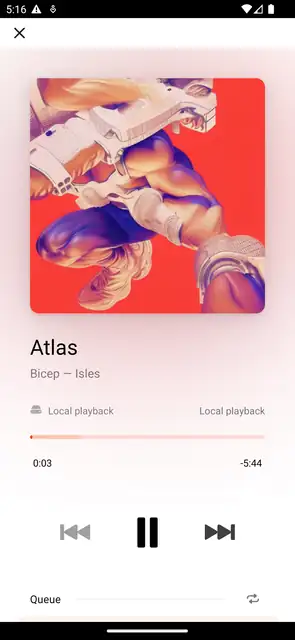 5:16
Atlas
Bicep — Isles
Local playback
Local playback
0:03
-5:44
Queue